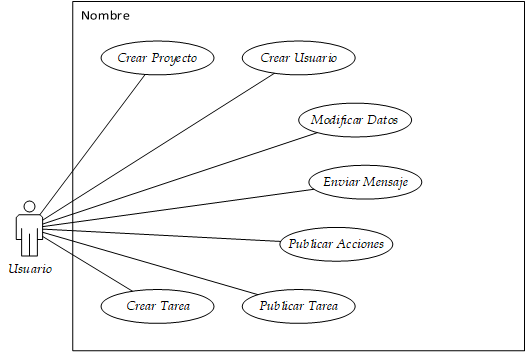 Nombre
Crear Proyecto
Crear Usuario
Modificar Datos
Enviar Mensaje
Publicar Acciones
Usuario
Crear Tarea
Publicar Tarea